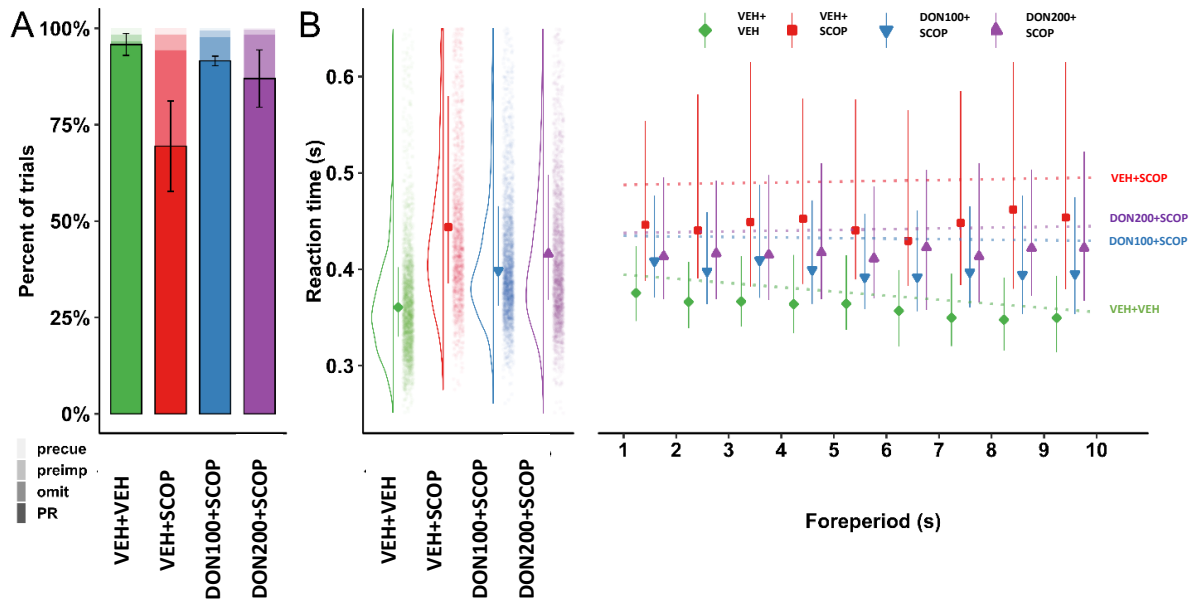 A
100%
75%
50%
25%
0%
Percent of trials
precue
preimp
omit
PR
VEH+VEH
VEH+SCOP
DON100+SCOP
DON200+SCOP
B
0.6
0.5
0.4
0.3
Reaction time (s)
VEH+VEH
VEH+SCOP
DON100+SCOP
DON200+SCOP
VEH+
VEH
VEH+
SCOP
DON100+
SCOP
DON200+
SCOP
VEH+SCOP
DON200+SCOP
DON100+SCOP
VEH+VEH
1 2 3 4 5 6 7 8 9 10
Foreperiod (s)